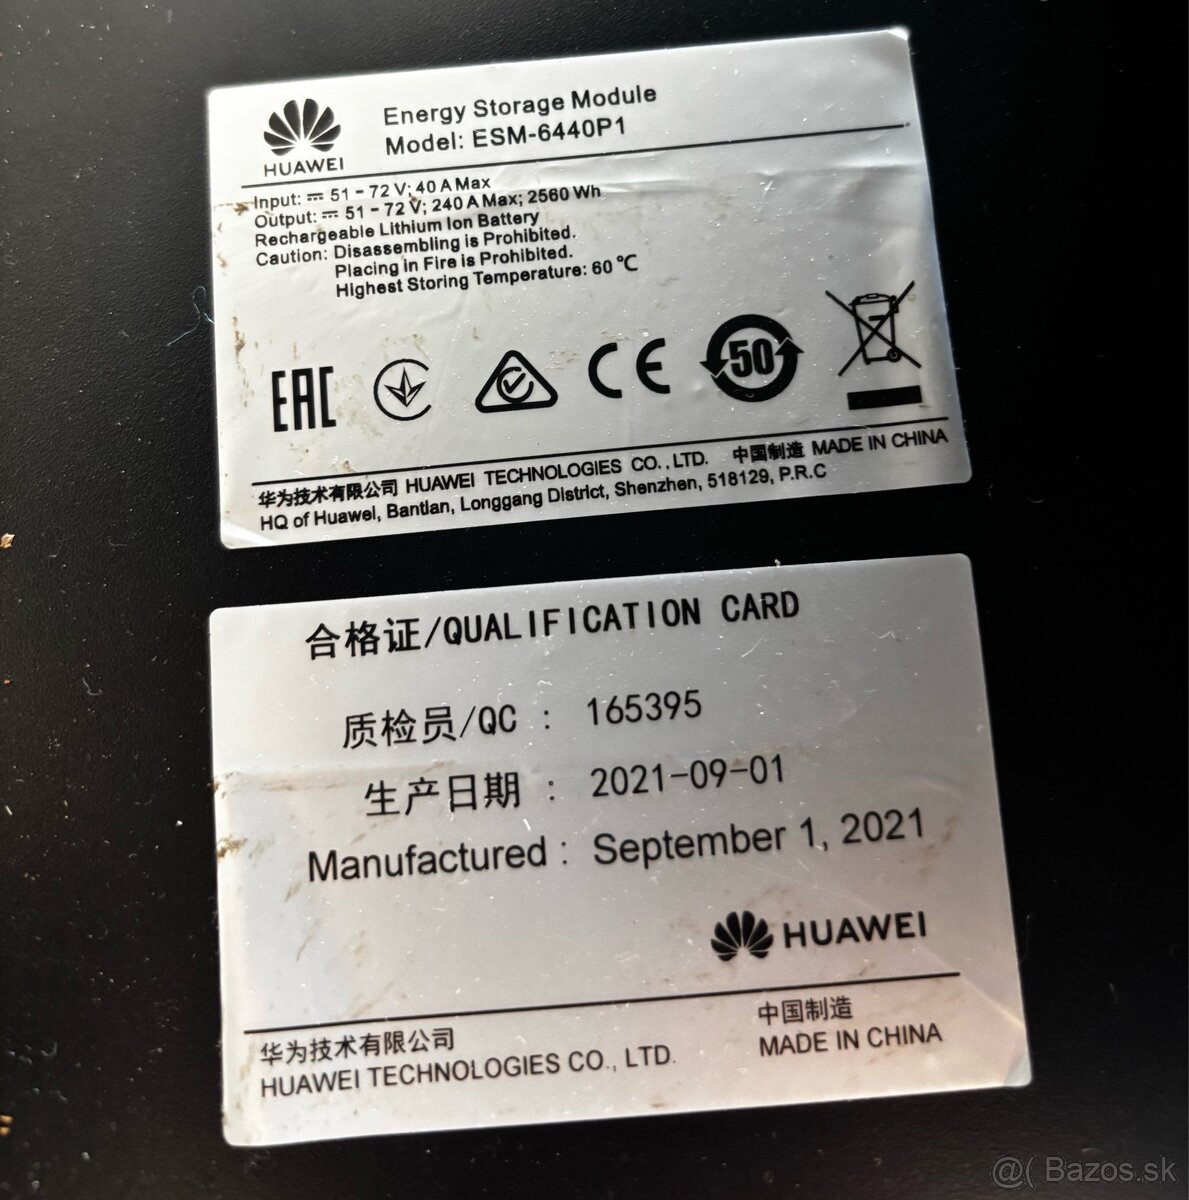 HUAWEI
Energy Storage Module
Model: ESM-6440P1
Input: ⎓ 51 - 72 V; 40 A Max
Output: ⎓ 51 - 72 V; 240 A Max; 2560 Wh
Rechargeable Lithium Ion Battery
Caution: Disassembling is Prohibited.
Placing in Fire is Prohibited.
Highest Storing Temperature: 60 ℃
EAC CE 50
华为技术有限公司 HUAWEI TECHNOLOGIES CO., LTD. 中国制造 MADE IN CHINA
HQ of Huawei, Bantian, Longgang District, Shenzhen, 518129, P.R.C
合格证/QUALIFICATION CARD
质检员/QC : 165395
生产日期 : 2021-09-01
Manufactured : September 1, 2021
HUAWEI
华为技术有限公司 中国制造
HUAWEI TECHNOLOGIES CO., LTD. MADE IN CHINA
@( Bazos.sk